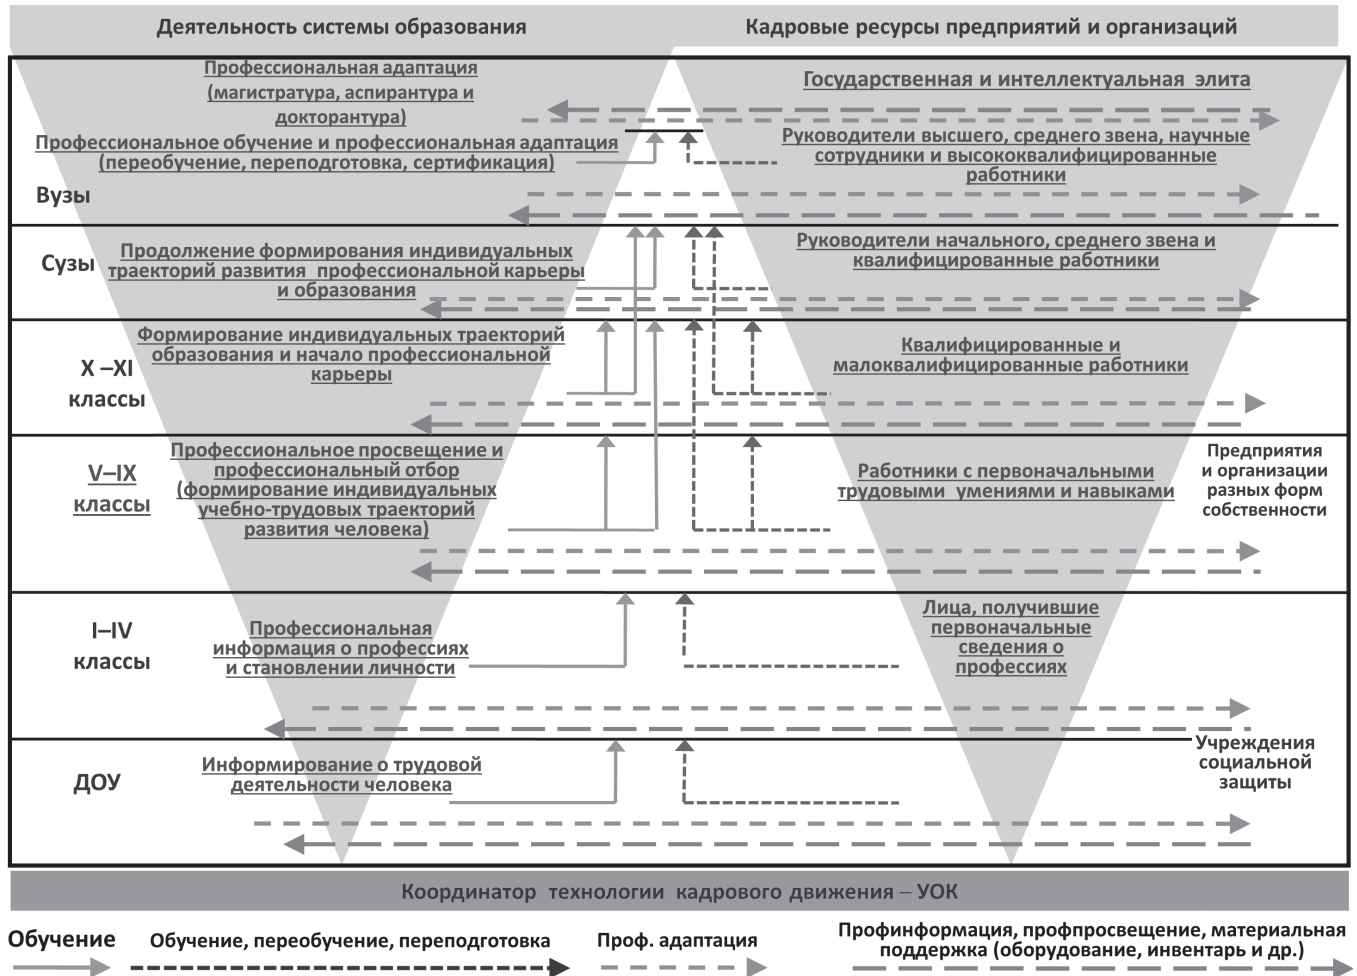 Деятельность системы образования
Кадровые ресурсы предприятий и организаций
Профессиональная адаптация
(магистратура, аспирантура и
докторантура)
Профессиональное обучение и профессиональная адаптация
(переобучение, переподготовка, сертификация)
Вузы
Государственная и интеллектуальная элита
Руководители высшего, среднего звена, научные
сотрудники и высококвалифицированные
работники
Сузы
Продолжение формирования индивидуальных
траекторий развития профессиональной карьеры
и образования
Руководители начального, среднего звена и
квалифицированные работники
X –XI
классы
Формирование индивидуальных траекторий
образования и начало профессиональной
карьеры
Квалифицированные и
малоквалифицированные работники
V–IX
классы
Профессиональное просвещение и
профессиональный отбор
(формирование индивидуальных
учебно-трудовых траекторий
развития человека)
Работники с первоначальными
трудовыми умениями и навыками
Предприятия
и организации
разных форм
собственности
I–IV
классы
Профессиональная
информация о профессиях
и становлении личности
Лица, получившие
первоначальные
сведения о
профессиях
ДОУ
Информирование о трудовой
деятельности человека
Учреждения
социальной
защиты
Координатор технологии кадрового движения – УОК
Обучение
Обучение, переобучение, переподготовка
Проф. адаптация
Профинформация, профпросвещение, материальная
поддержка (оборудование, инвентарь и др.)